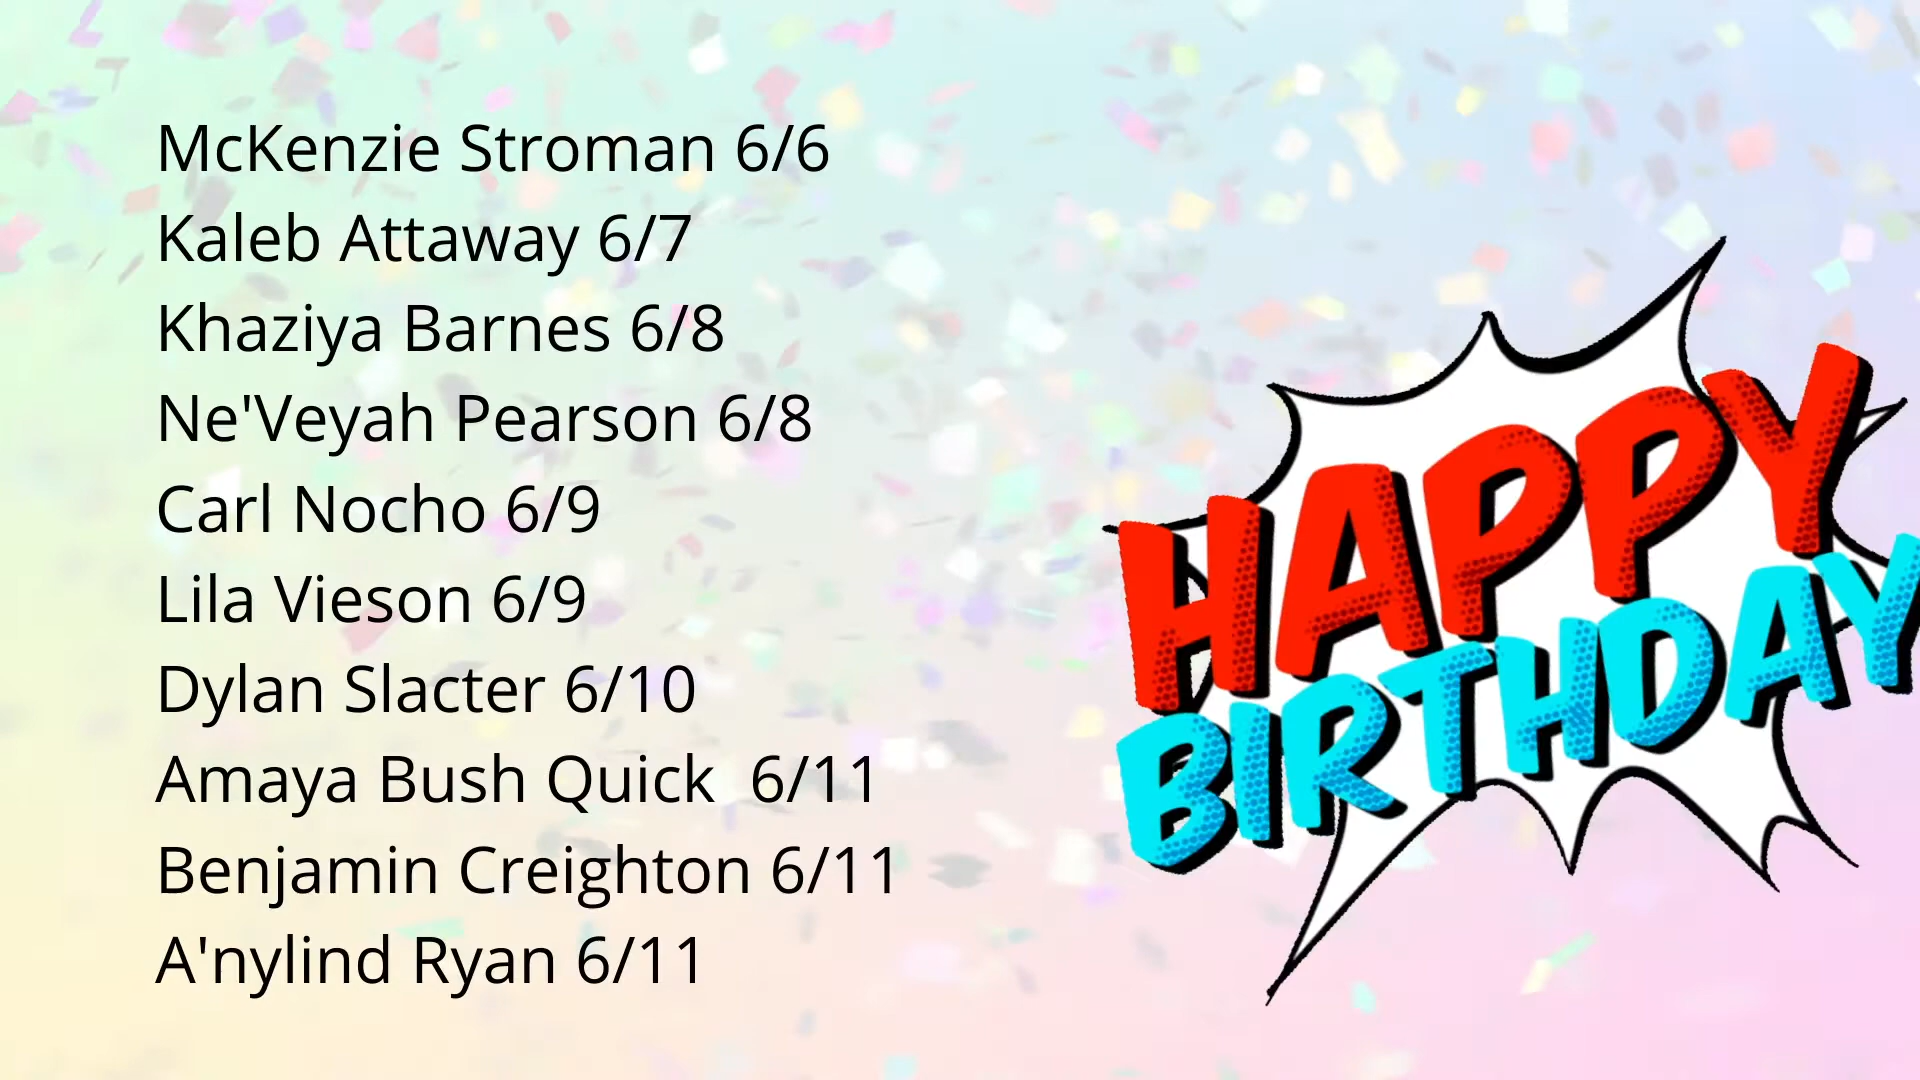 McKenzie Stroman 6/6
Kaleb Attaway 6/7
Khaziya Barnes 6/8
Ne'Veyah Pearson 6/8
Carl Nocho 6/9
Lila Vieson 6/9
Dylan Slacter 6/10
Amaya Bush Quick  6/11
Benjamin Creighton 6/11
A'nylind Ryan 6/11
HAPPY
BIRTHDAY